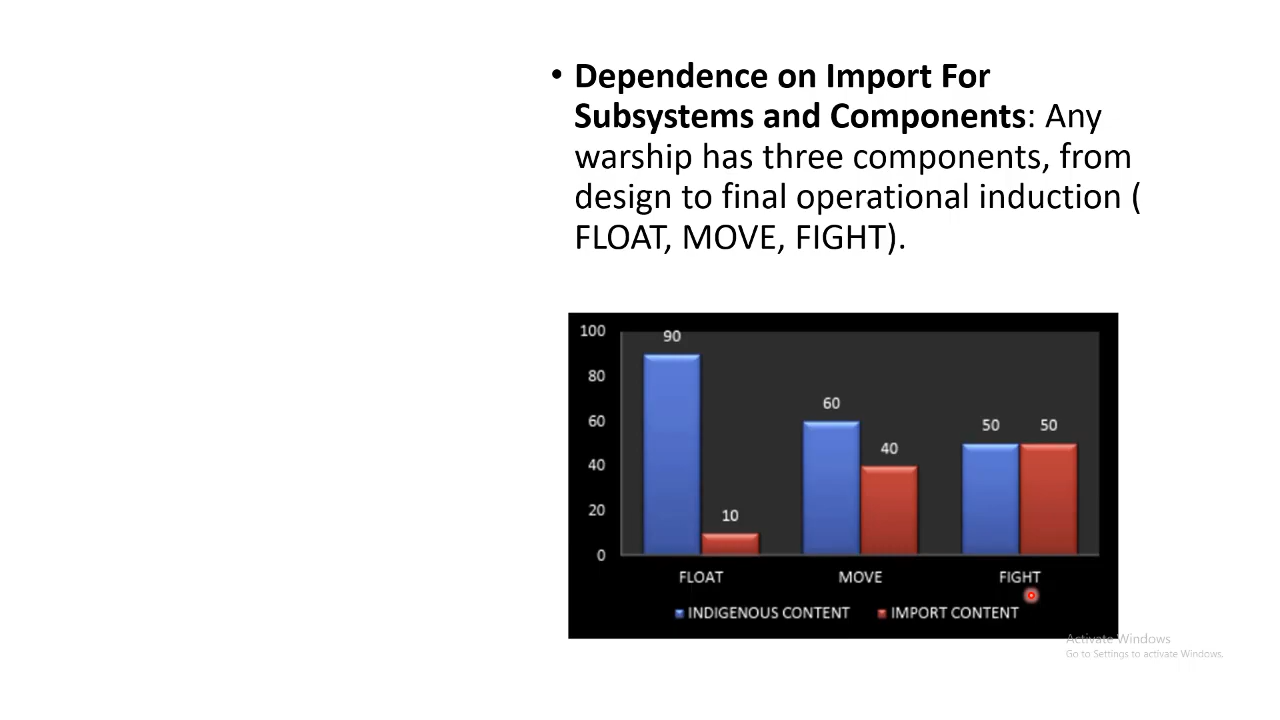 • Dependence on Import For
Subsystems and Components: Any
warship has three components, from
design to final operational induction (
FLOAT, MOVE, FIGHT).
100
80
60
40
20
0
90
10
60
40
50
50
FLOAT MOVE FIGHT
INDIGENOUS CONTENT IMPORT CONTENT
Activate Windows
Go to Settings to activate Windows.